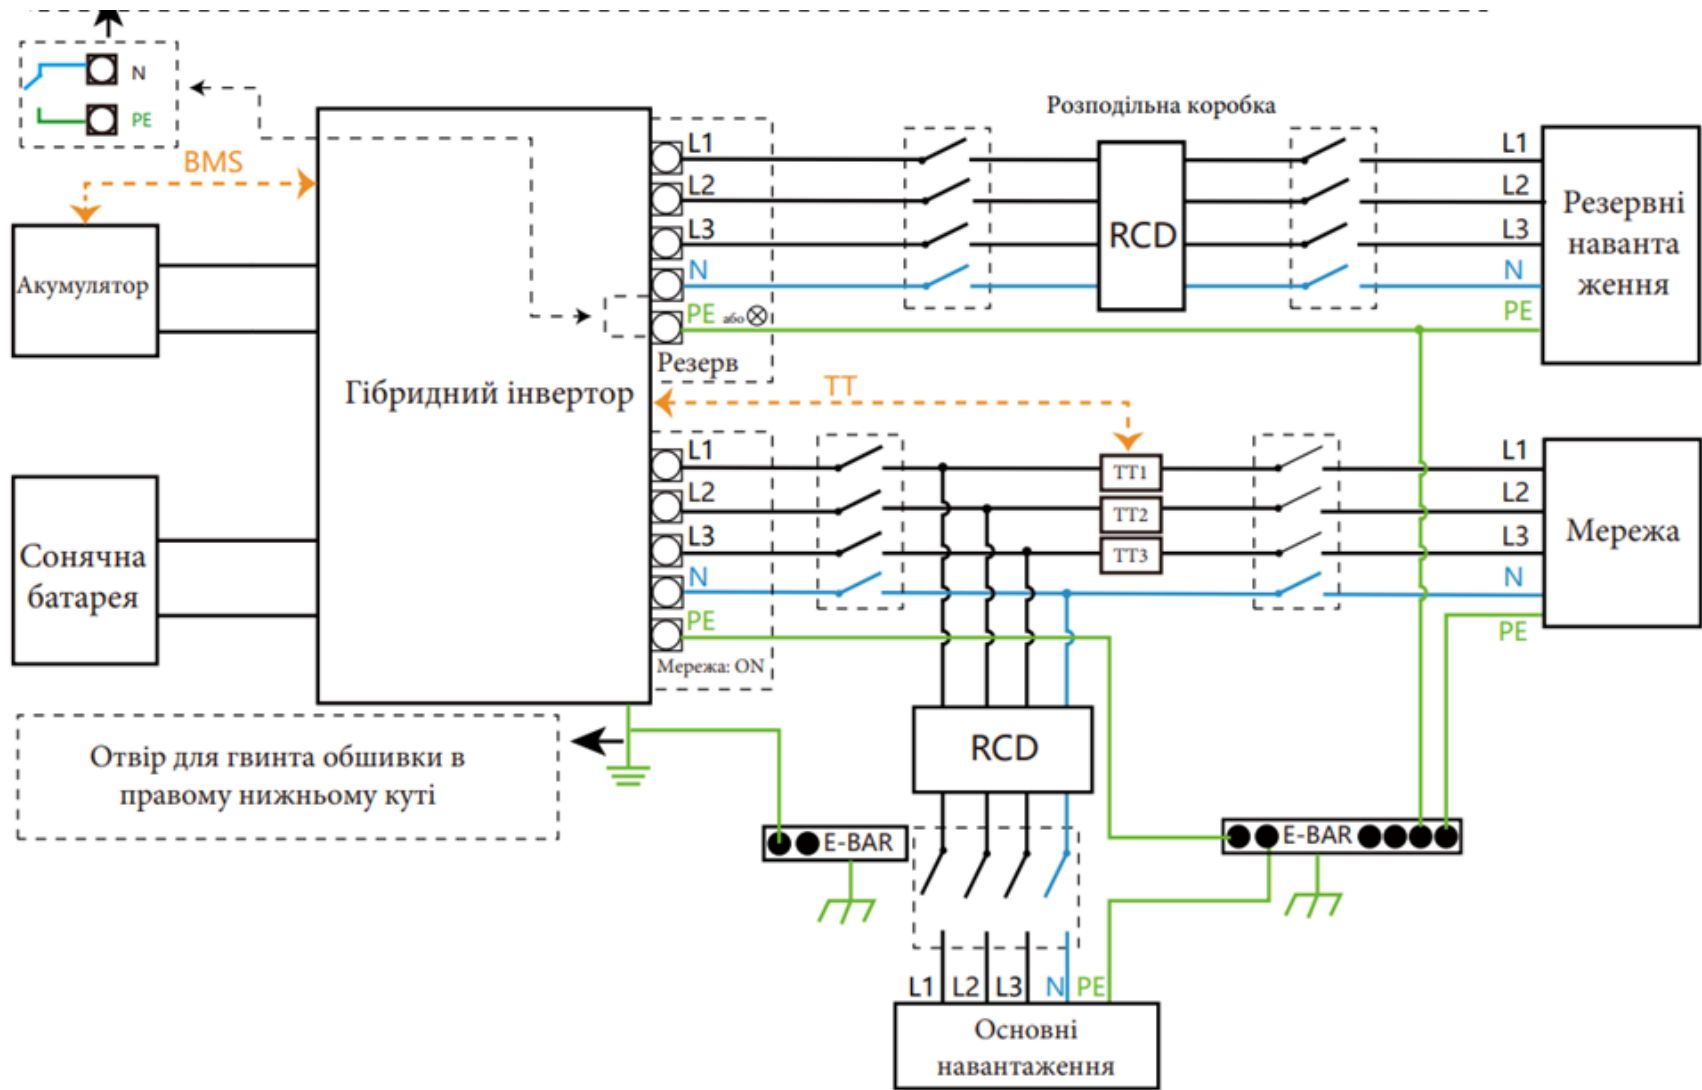 N
PE
BMS
Акумулятор
Сонячна
батарея
Гібридний інвертор
L1
L2
L3
N
PE або
Резерв
TT
L1
L2
L3
N
PE
Мережа: ON
Розподільна коробка
RCD
L1
L2
L3
N
PE
Резервні
наванта
ження
TT1
TT2
TT3
L1
L2
L3
N
PE
Мережа
Отвір для гвинта обшивки в
правому нижньому куті
RCD
E-BAR
E-BAR
L1 L2 L3 N PE
Основні
навантаження